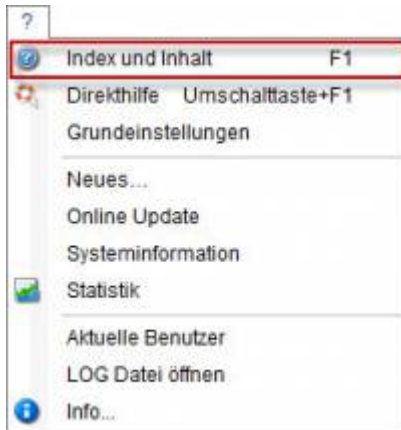 ?
Index und Inhalt F1
Direkthilfe Umschalttaste+F1
Grundeinstellungen
Neues...
Online Update
Systeminformation
Statistik
Aktuelle Benutzer
LOG Datei öffnen
Info...